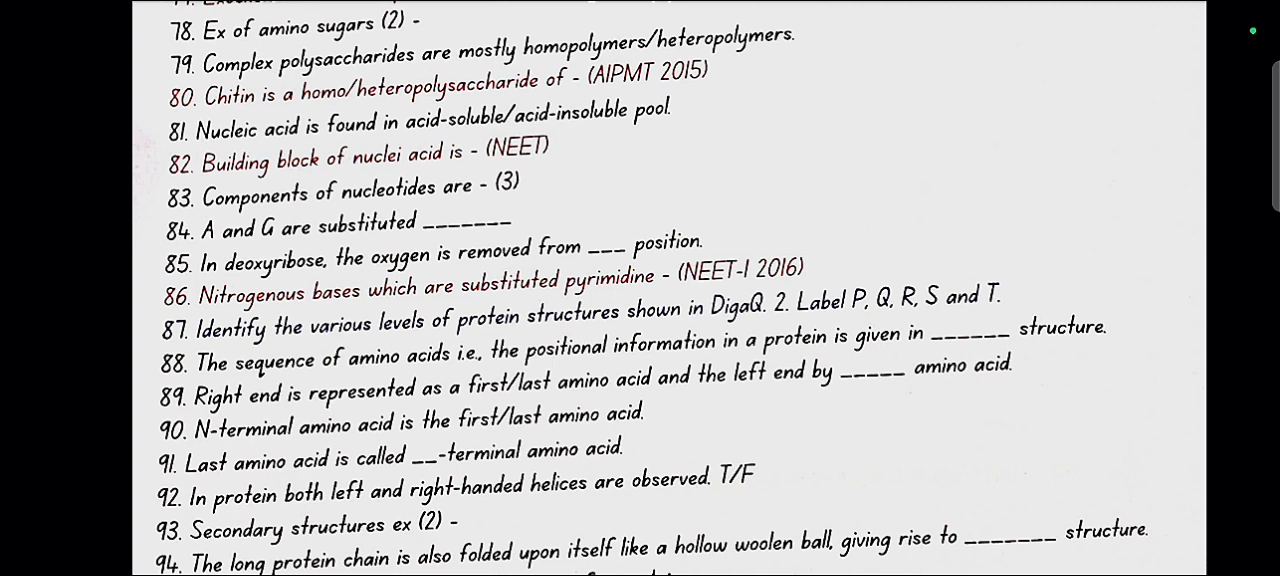 78. Ex of amino sugars (2) -
79. Complex polysaccharides are mostly homopolymers/heteropolymers.
80. Chitin is a homo/heteropolysaccharide of - (AIPMT 2015)
81. Nucleic acid is found in acid-soluble/acid-insoluble pool.
82. Building block of nuclei acid is - (NEET)
83. Components of nucleotides are - (3)
84. A and G are substituted _______
85. In deoxyribose, the oxygen is removed from ___ position.
86. Nitrogenous bases which are substituted pyrimidine - (NEET-I 2016)
87. Identify the various levels of protein structures shown in DigaQ. 2. Label P, Q, R, S and T.
88. The sequence of amino acids i.e., the positional information in a protein is given in ______ structure.
89. Right end is represented as a first/last amino acid and the left end by _____ amino acid.
90. N-terminal amino acid is the first/last amino acid.
91. Last amino acid is called __-terminal amino acid.
92. In protein both left and right-handed helices are observed. T/F
93. Secondary structures ex (2) -
94. The long protein chain is also folded upon itself like a hollow woolen ball, giving rise to _______ structure.